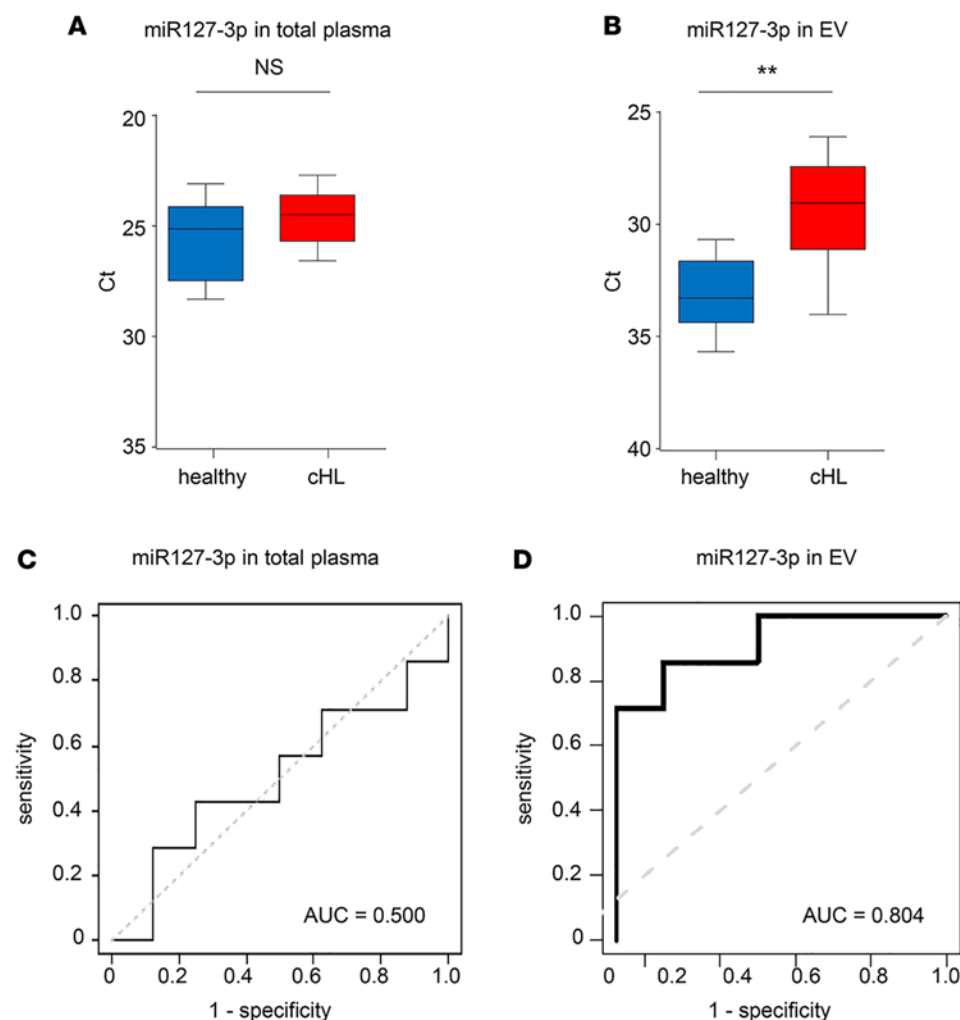 A miR127-3p in total plasma
NS
20
25
30
35
Ct
healthy cHL
B miR127-3p in EV
**
25
30
35
40
Ct
healthy cHL
C miR127-3p in total plasma
1.0
0.8
0.6
0.4
0.2
0
sensitivity
AUC = 0.500
0 0.2 0.4 0.6 0.8 1.0
1 - specificity
D miR127-3p in EV
1.0
0.8
0.6
0.4
0.2
0
sensitivity
AUC = 0.804
0 0.2 0.4 0.6 0.8 1.0
1 - specificity